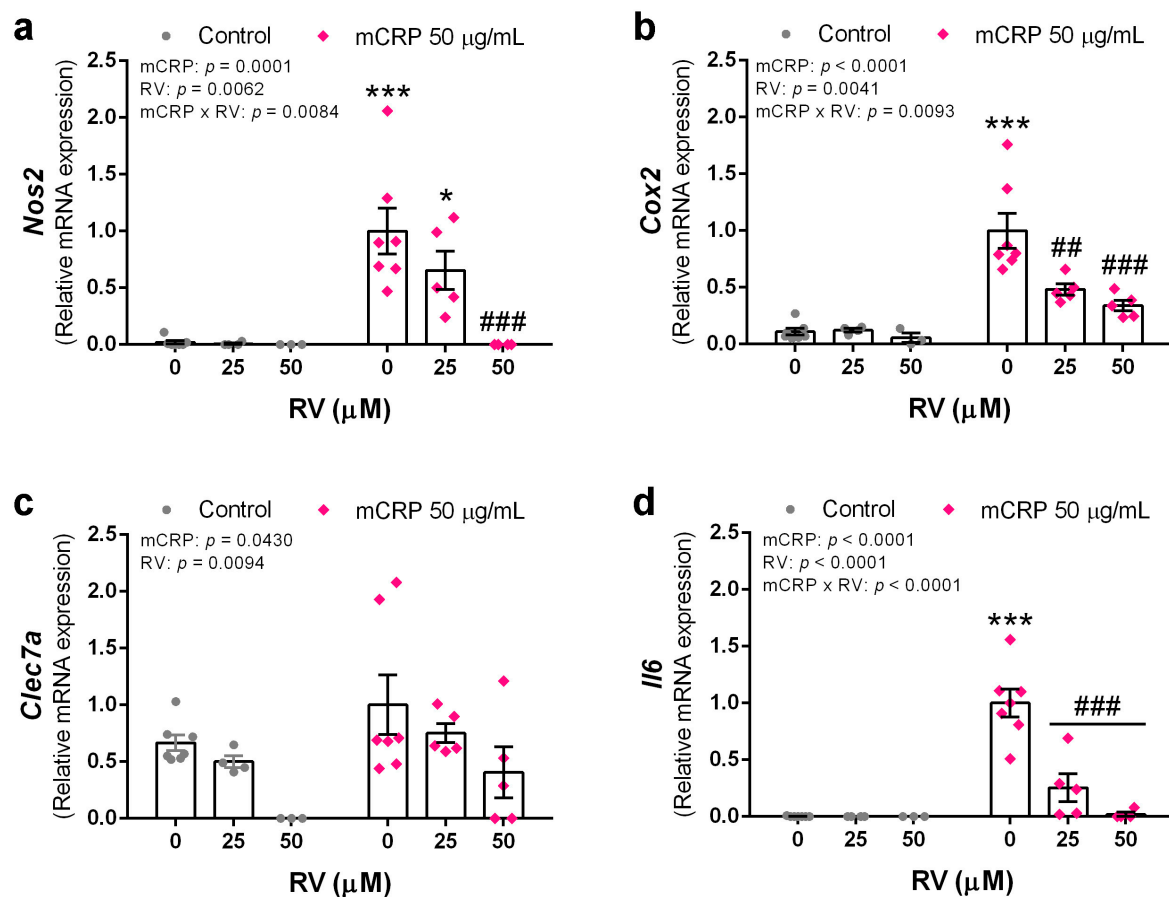 a
Control mCRP 50 μg/mL
mCRP: p = 0.0001
RV: p = 0.0062
mCRP x RV: p = 0.0084
Nos2
(Relative mRNA expression)
2.5
2.0
1.5
1.0
0.5
0.0
***
*
###
0 25 50 0 25 50
RV (μM)
b
Control mCRP 50 μg/mL
mCRP: p < 0.0001
RV: p = 0.0041
mCRP x RV: p = 0.0093
Cox2
(Relative mRNA expression)
2.5
2.0
1.5
1.0
0.5
0.0
***
##
###
0 25 50 0 25 50
RV (μM)
c
Control mCRP 50 μg/mL
mCRP: p = 0.0430
RV: p = 0.0094
Clec7a
(Relative mRNA expression)
2.5
2.0
1.5
1.0
0.5
0.0
0 25 50 0 25 50
RV (μM)
d
Control mCRP 50 μg/mL
mCRP: p < 0.0001
RV: p < 0.0001
mCRP x RV: p < 0.0001
Il6
(Relative mRNA expression)
2.5
2.0
1.5
1.0
0.5
0.0
***
###
0 25 50 0 25 50
RV (μM)